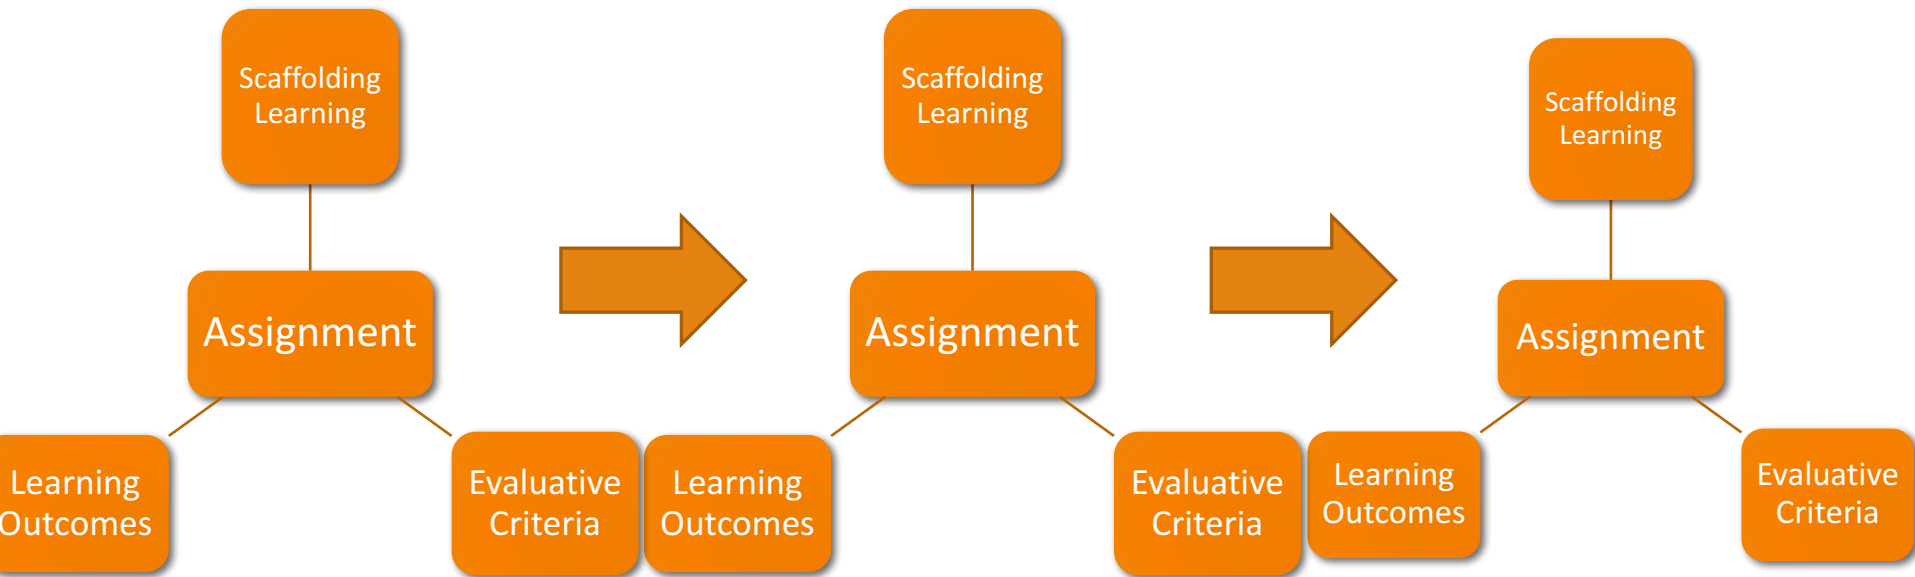 Scaffolding
Learning
Assignment
Learning
Outcomes
Evaluative
Criteria
Scaffolding
Learning
Assignment
Learning
Outcomes
Evaluative
Criteria
Scaffolding
Learning
Assignment
Learning
Outcomes
Evaluative
Criteria